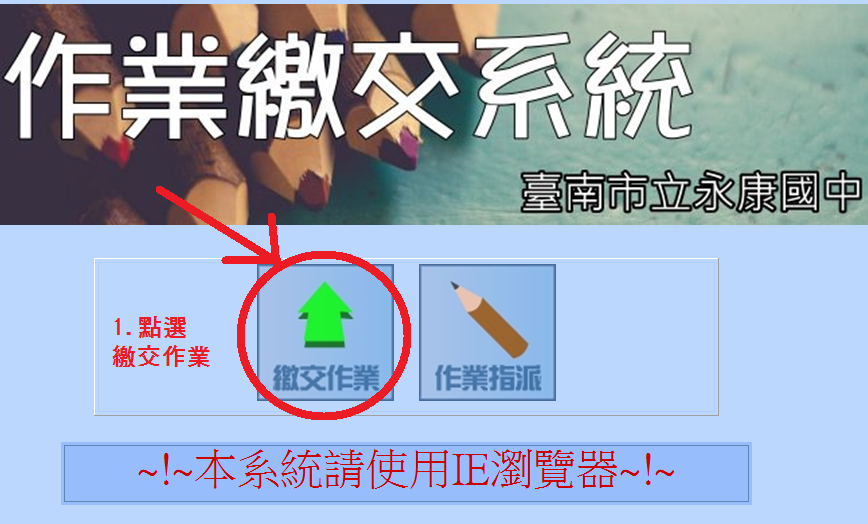 作業繳交系統
臺南市立永康國中
1.點選
繳交作業
繳交作業
作業指派
~!~本系統請使用IE瀏覽器~!~